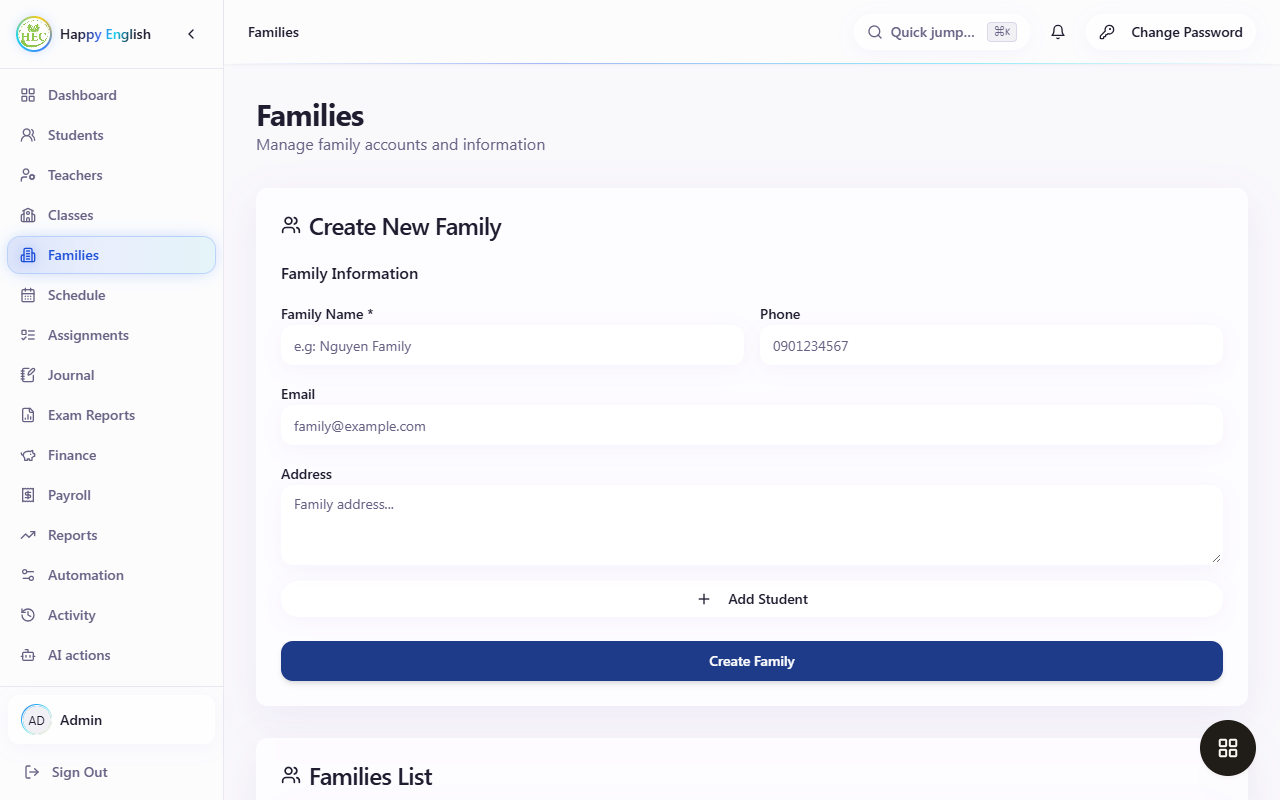 HEC
Happy English
Families
Quick jump...
⌘K
Change Password
Dashboard
Students
Teachers
Classes
Families
Schedule
Assignments
Journal
Exam Reports
Finance
Payroll
Reports
Automation
Activity
AI actions
AD
Admin
Sign Out
Families
Manage family accounts and information
Create New Family
Family Information
Family Name *
Phone
e.g: Nguyen Family
0901234567
Email
family@example.com
Address
Family address...
Add Student
Create Family
Families List